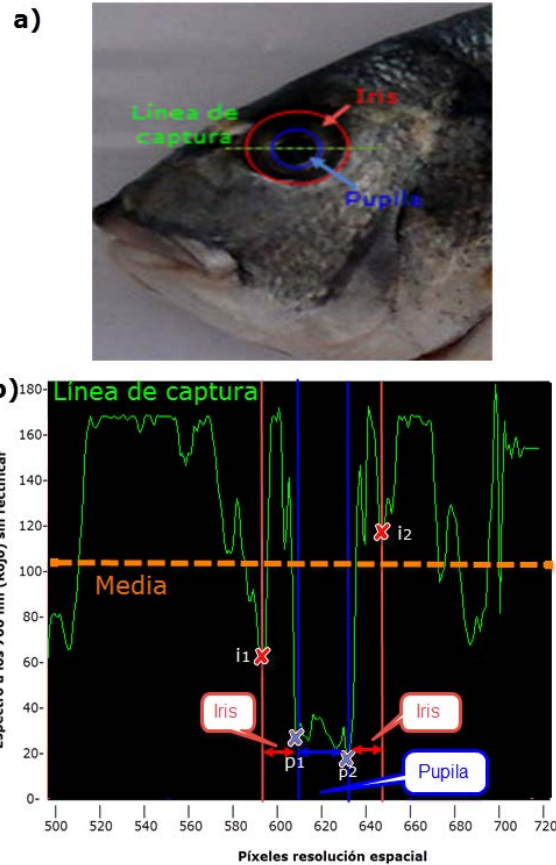 a)
Línea de
captura
Iris
Pupila
b)
Línea de captura
180
160
140
120
100
80
60
40
20
0
Media
i1
i2
Iris
Iris
p1
p2
Pupila
500 520 540 560 580 600 620 640 660 680 700 720
Píxeles resolución espacial